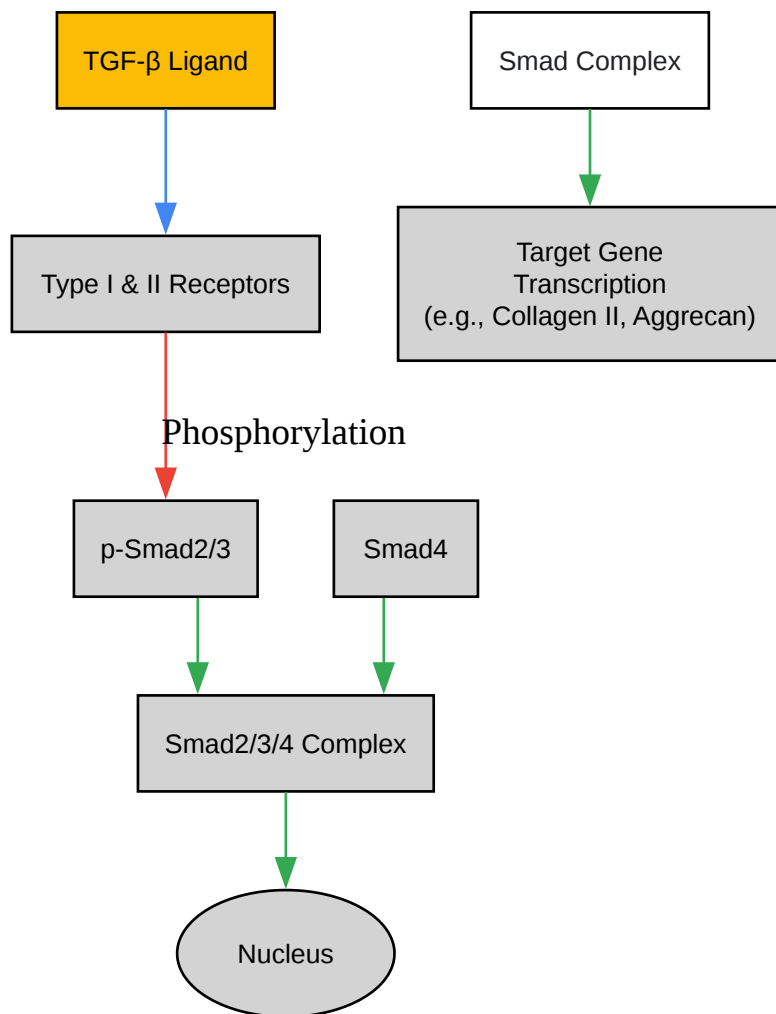 TGF-β Ligand
Smad Complex
Type I & II Receptors
Target Gene
Transcription
(e.g., Collagen II, Aggrecan)
Phosphorylation
p-Smad2/3
Smad4
Smad2/3/4 Complex
Nucleus